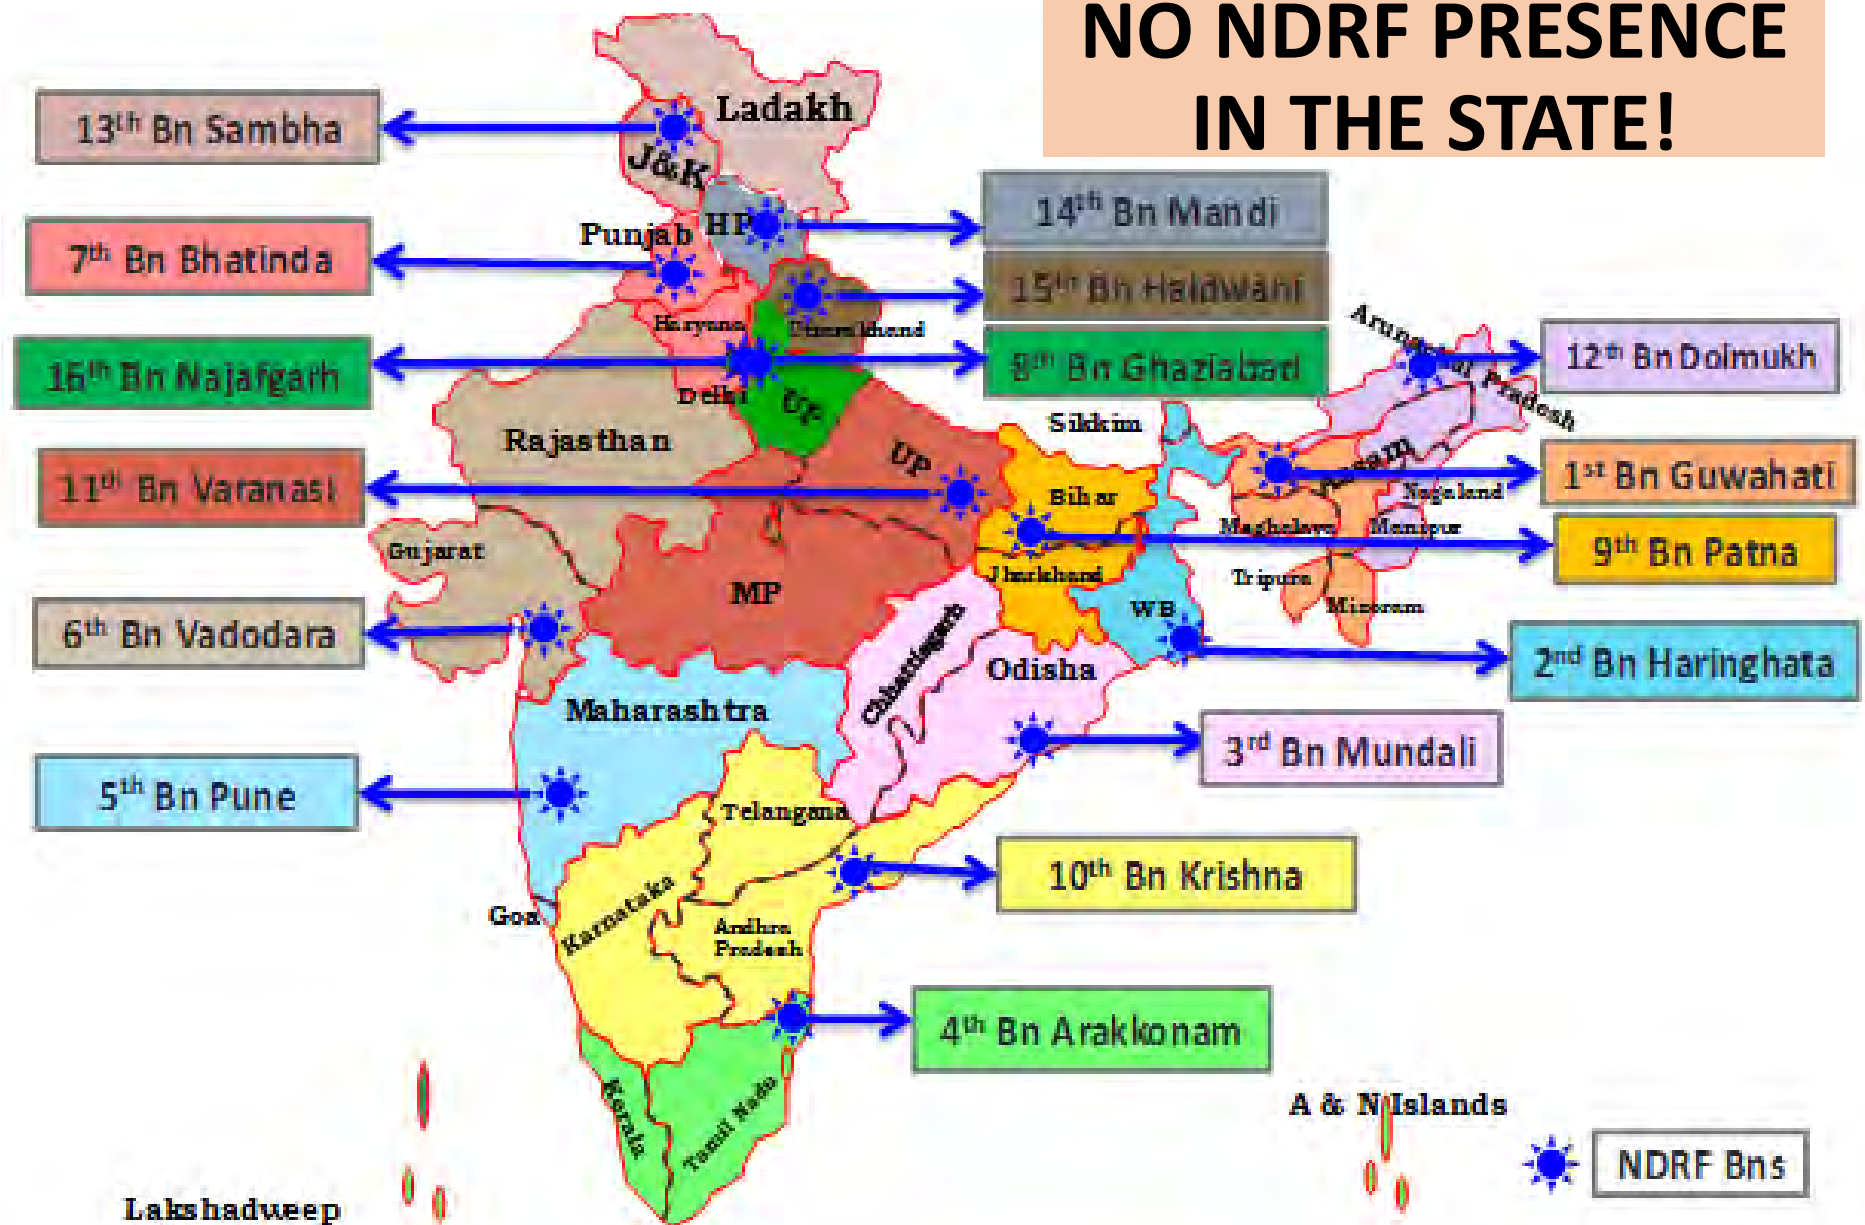 NO NDRF PRESENCE
IN THE STATE!
13th Bn Sambha
Ladakh
J&K
14th Bn Mandi
HP
Punjab
7th Bn Bhatinda
15th Bn Haldwani
Haryana
Uttarakhand
16th Bn Najafgarh
8th Bn Ghaziabad
Arunachal Pradesh
12th Bn Doimukh
Delhi
UP
Sikkim
Rajasthan
UP
11th Bn Varanasi
Bihar
Assam
1st Bn Guwahati
Nagaland
Maghalaya
Manipur
9th Bn Patna
Gujarat
Jharkhand
Tripura
MP
WB
Mizoram
6th Bn Vadodara
Chhattisgarh
Odisha
2nd Bn Haringhata
Maharashtra
3rd Bn Mundali
5th Bn Pune
Telangana
10th Bn Krishna
Goa
Karnataka
Andhra
Pradesh
4th Bn Arakkonam
Kerala
Tamil Nadu
A & N Islands
NDRF Bns
Lakshadweep